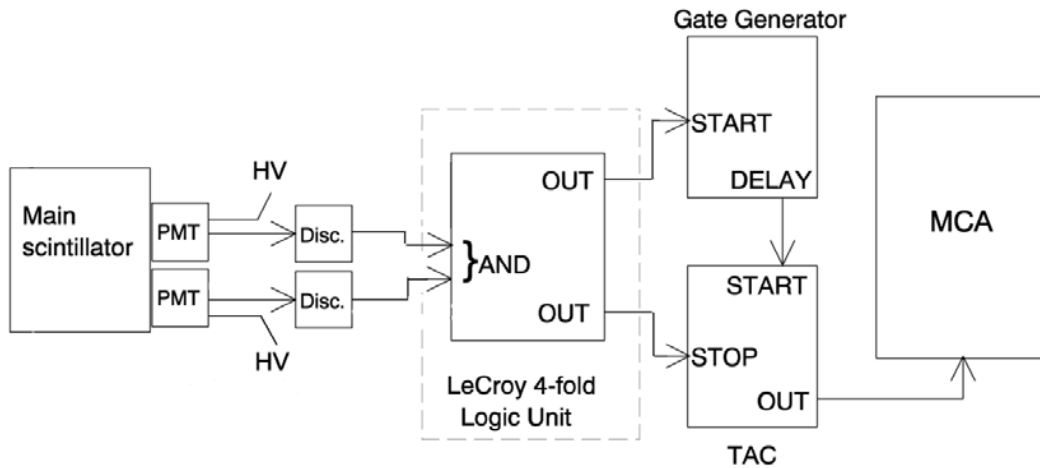 Gate Generator
START
DELAY
MCA
HV
Main
scintillator
PMT
Disc.
OUT
} AND
PMT
Disc.
HV
OUT
START
STOP
OUT
LeCroy 4-fold
Logic Unit
TAC